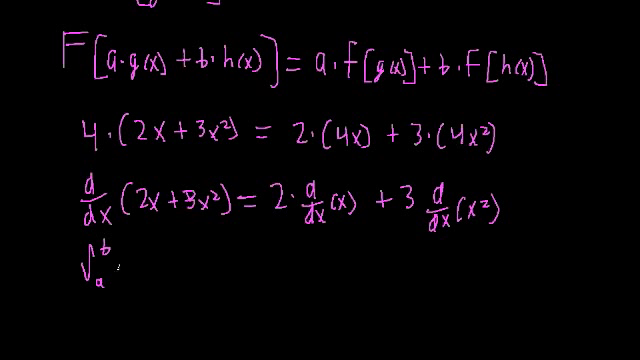 F[a·g(x) + b·h(x)] = a·F[g(x)] + b·F[h(x)]
4·(2x + 3x²) = 2·(4x) + 3·(4x²)
d/dx (2x + 3x²) = 2·d/dx (x) + 3 d/dx (x²)
∫ₐᵇ